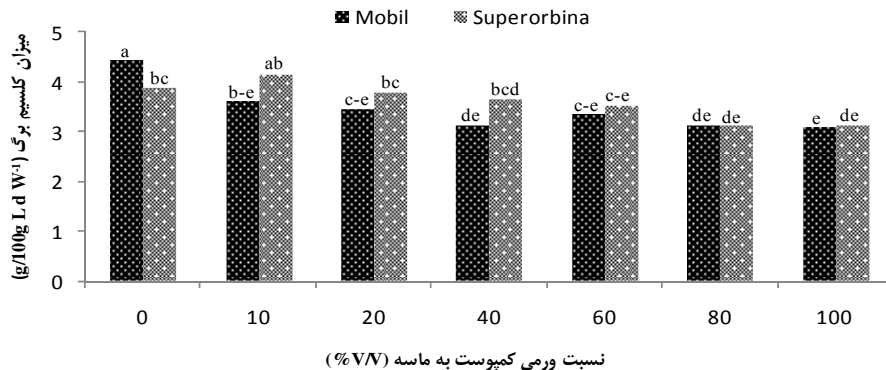 Mobil Superorbina
میزان کلسیم برگ
(g/100g L d W-1)
5
4
3
2
1
0
a bc b-e ab c-e bc de bcd c-e c-e de de e de
0 10 20 40 60 80 100
نسبت ورمی کمپوست به ماسه (%V/V)